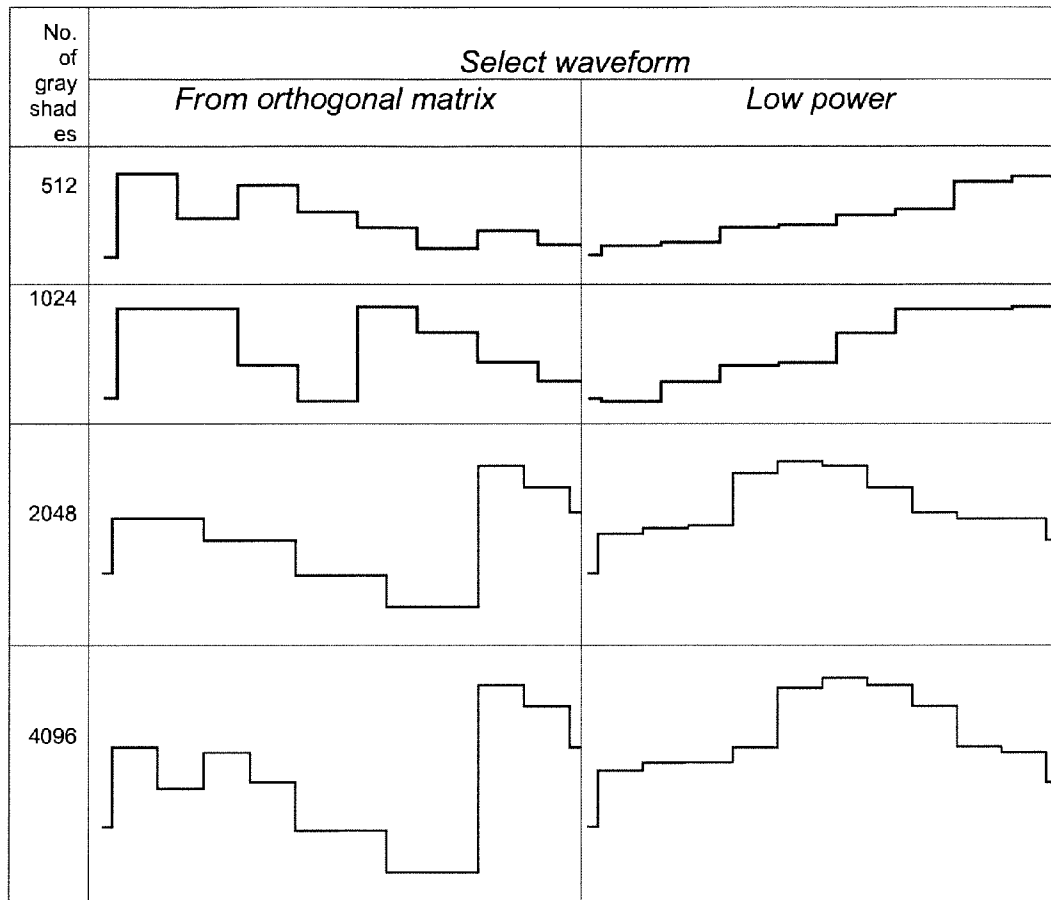 No.
of
gray
shad
es
Select waveform
From orthogonal matrix
Low power
512
1024
2048
4096